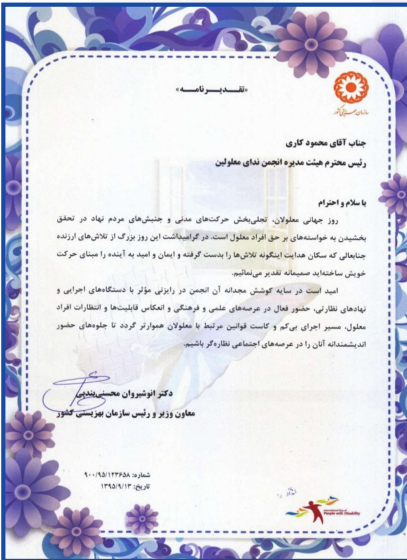 «تقـــدیـــرنامـــه»
سازمان بهزیستی کشور
جناب آقای محمود کاری
رئیس محترم هیئت مدیره انجمن ندای معلولین
با سلام و احترام
روز جهانی معلولان، تجلی‌بخش حرکت‌های مدنی و جنبش‌های مردم نهاد در تحقق
بخشیدن به خواسته‌های بر حق افراد معلول است. در گرامیداشت این روز بزرگ از تلاش‌های ارزنده
جنابعالی که سکان هدایت اینگونه تلاش‌ها را بدست گرفته و ایمان و امید به آینده را مبنای حرکت
خویش ساخته‌اید صمیمانه تقدیر می‌نمائیم.
امید است در سایه کوشش مجدانه آن انجمن در رایزنی مؤثر با دستگاه‌های اجرایی و
نهادهای نظارتی، حضور فعال در عرصه‌های علمی و فرهنگی و انعکاس قابلیت‌ها و انتظارات افراد
معلول، مسیر اجرای بی‌کم و کاست قوانین مرتبط با معلولان هموارتر گردد تا جلوه‌های حضور
اندیشمندانه آنان را در عرصه‌های اجتماعی نظاره‌گر باشیم.
دکتر انوشیروان محسنی‌بندپی
معاون وزیر و رئیس سازمان بهزیستی کشور
شماره: ۹۰۰/۹۵/۱۲۳۶۵۸
تاریخ: ۱۳۹۵/۹/۱۳
People with Disability